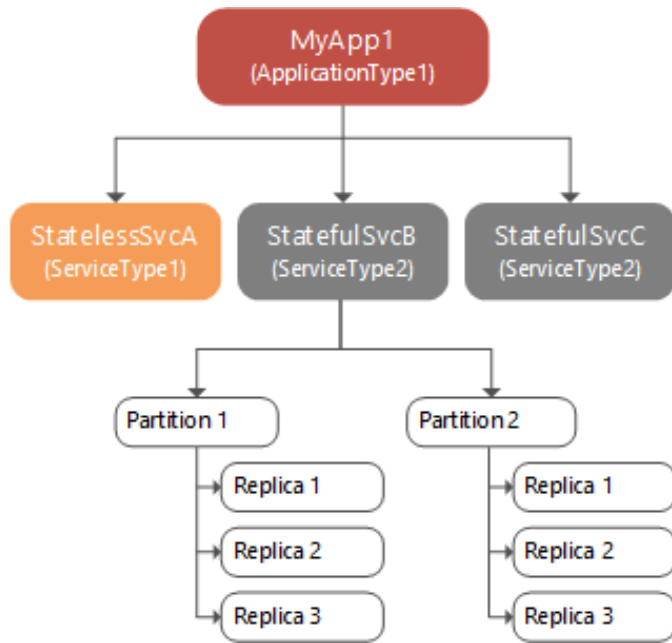 MyApp1
(ApplicationType1)
StatelessSvcA
(ServiceType1)
StatefulSvcB
(ServiceType2)
StatefulSvcC
(ServiceType2)
Partition 1
Partition 2
Replica 1
Replica 2
Replica 3
Replica 1
Replica 2
Replica 3